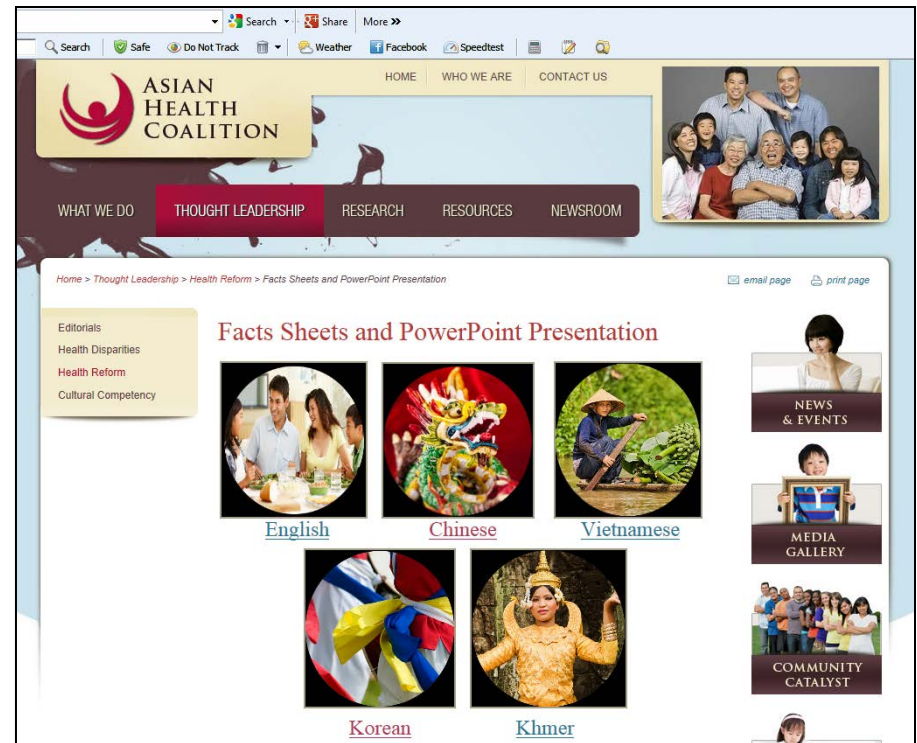 Search Share More »
Search Safe Do Not Track Weather Facebook Speedtest
HOME WHO WE ARE CONTACT US
ASIAN
HEALTH
COALITION
WHAT WE DO THOUGHT LEADERSHIP RESEARCH RESOURCES NEWSROOM
Home > Thought Leadership > Health Reform > Facts Sheets and PowerPoint Presentation
email page print page
Editorials
Health Disparities
Health Reform
Cultural Competency
Facts Sheets and PowerPoint Presentation
English Chinese Vietnamese
Korean Khmer
NEWS
& EVENTS
MEDIA
GALLERY
COMMUNITY
CATALYST